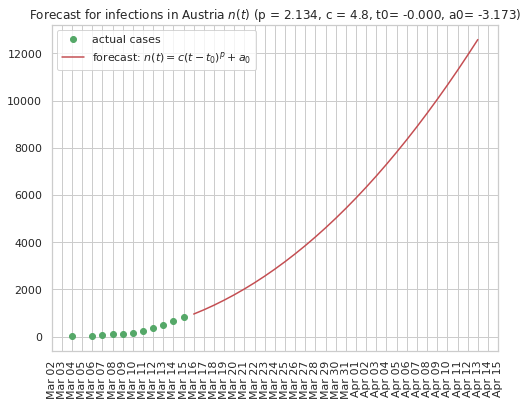 Forecast for infections in Austria n(t) (p = 2.134, c = 4.8, t0= -0.000, a0= -3.173)
actual cases
forecast: n(t) = c(t − t₀)ᵖ + a₀
12000
10000
8000
6000
4000
2000
0
Mar 02
Mar 03
Mar 04
Mar 05
Mar 06
Mar 07
Mar 08
Mar 09
Mar 10
Mar 11
Mar 12
Mar 13
Mar 14
Mar 15
Mar 16
Mar 17
Mar 18
Mar 19
Mar 20
Mar 21
Mar 22
Mar 23
Mar 24
Mar 25
Mar 26
Mar 27
Mar 28
Mar 29
Mar 30
Mar 31
Apr 01
Apr 02
Apr 03
Apr 04
Apr 05
Apr 06
Apr 07
Apr 08
Apr 09
Apr 10
Apr 11
Apr 12
Apr 13
Apr 14
Apr 15